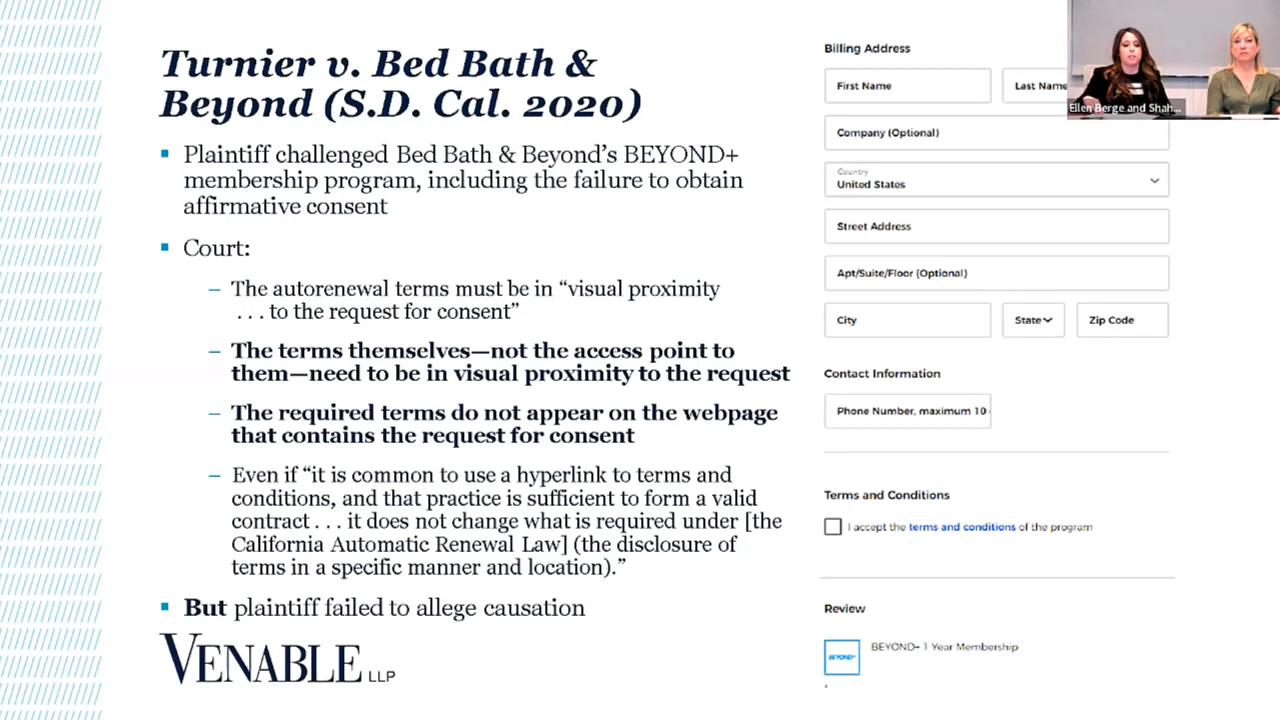 Turnier v. Bed Bath &
Beyond (S.D. Cal. 2020)
▪ Plaintiff challenged Bed Bath & Beyond’s BEYOND+
membership program, including the failure to obtain
affirmative consent
▪ Court:
– The autorenewal terms must be in “visual proximity
. . . to the request for consent”
– The terms themselves—not the access point to
them—need to be in visual proximity to the request
– The required terms do not appear on the webpage
that contains the request for consent
– Even if “it is common to use a hyperlink to terms and
conditions, and that practice is sufficient to form a valid
contract . . . it does not change what is required under [the
California Automatic Renewal Law] (the disclosure of
terms in a specific manner and location).”
▪ But plaintiff failed to allege causation
VENABLE LLP
Billing Address
First Name
Last Name
Company (Optional)
Country
United States
Street Address
Apt/Suite/Floor (Optional)
City
State
Zip Code
Contact Information
Phone Number, maximum 10
Terms and Conditions
I accept the terms and conditions of the program
Review
BEYOND+
BEYOND+ 1 Year Membership
Ellen Berge and Shah...